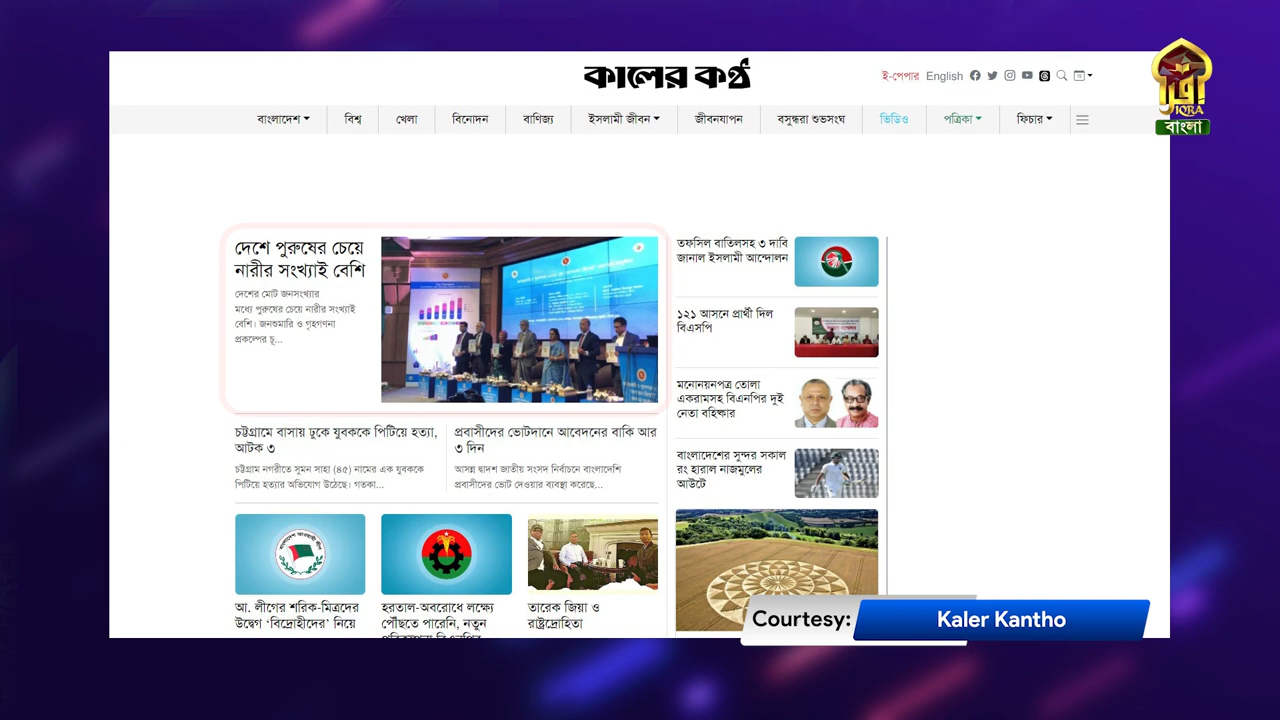 কালের কণ্ঠ
ই-পেপার English
IQRA
বাংলা
বাংলাদেশ বিশ্ব খেলা বিনোদন বাণিজ্য ইসলামী জীবন জীবনযাপন বসুন্ধরা শুভসংঘ ভিডিও পত্রিকা ফিচার
দেশে পুরুষের চেয়ে
নারীর সংখ্যাই বেশি
দেশের মোট জনসংখ্যার
মধ্যে পুরুষের চেয়ে নারীর সংখ্যাই
বেশি। জনশুমারি ও গৃহগণনা
প্রকল্পের চূ...
তফসিল বাতিলসহ ৩ দাবি
জানাল ইসলামী আন্দোলন
১২১ আসনে প্রার্থী দিল
বিএসপি
মনোনয়নপত্র তোলা
একরামসহ বিএনপির দুই
নেতা বহিষ্কার
বাংলাদেশের সুন্দর সকাল
রং হারাল নাজমুলের
আউটে
চট্টগ্রামে বাসায় ঢুকে যুবককে পিটিয়ে হত্যা,
আটক ৩
চট্টগ্রাম নগরীতে সুমন সাহা (৪৫) নামের এক যুবককে
পিটিয়ে হত্যার অভিযোগ উঠেছে। গতকা...
প্রবাসীদের ভোটদানে আবেদনের বাকি আর
৩ দিন
আসন্ন দ্বাদশ জাতীয় সংসদ নির্বাচনে বাংলাদেশি
প্রবাসীদের ভোট দেওয়ার ব্যবস্থা করেছে...
আ. লীগের শরিক-মিত্রদের
উদ্বেগ ‘বিদ্রোহীদের’ নিয়ে
হরতাল-অবরোধে লক্ষ্যে
পৌঁছতে পারেনি, নতুন
তারেক জিয়া ও
রাষ্ট্রদ্রোহিতা
Courtesy: Kaler Kantho